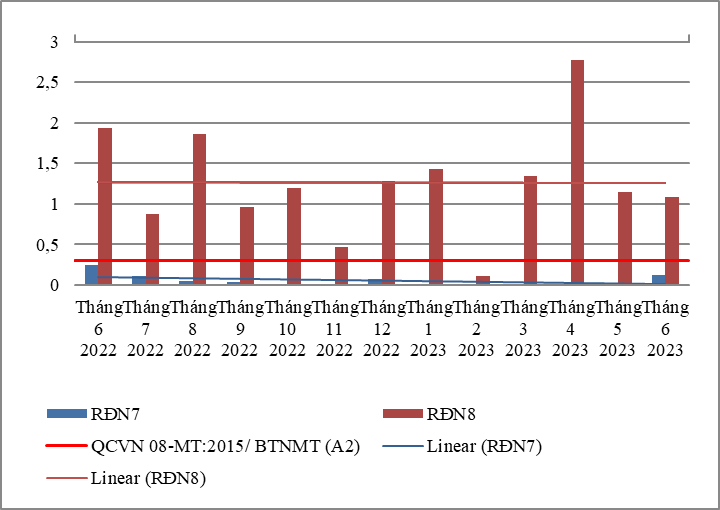 3
2,5
2
1,5
1
0,5
0
Tháng 6 2022
Tháng 7 2022
Tháng 8 2022
Tháng 9 2022
Tháng 10 2022
Tháng 11 2022
Tháng 12 2022
Tháng 1 2023
Tháng 2 2023
Tháng 3 2023
Tháng 4 2023
Tháng 5 2023
Tháng 6 2023
RĐN7
RĐN8
QCVN 08-MT:2015/ BTNMT (A2)
Linear (RĐN7)
Linear (RĐN8)